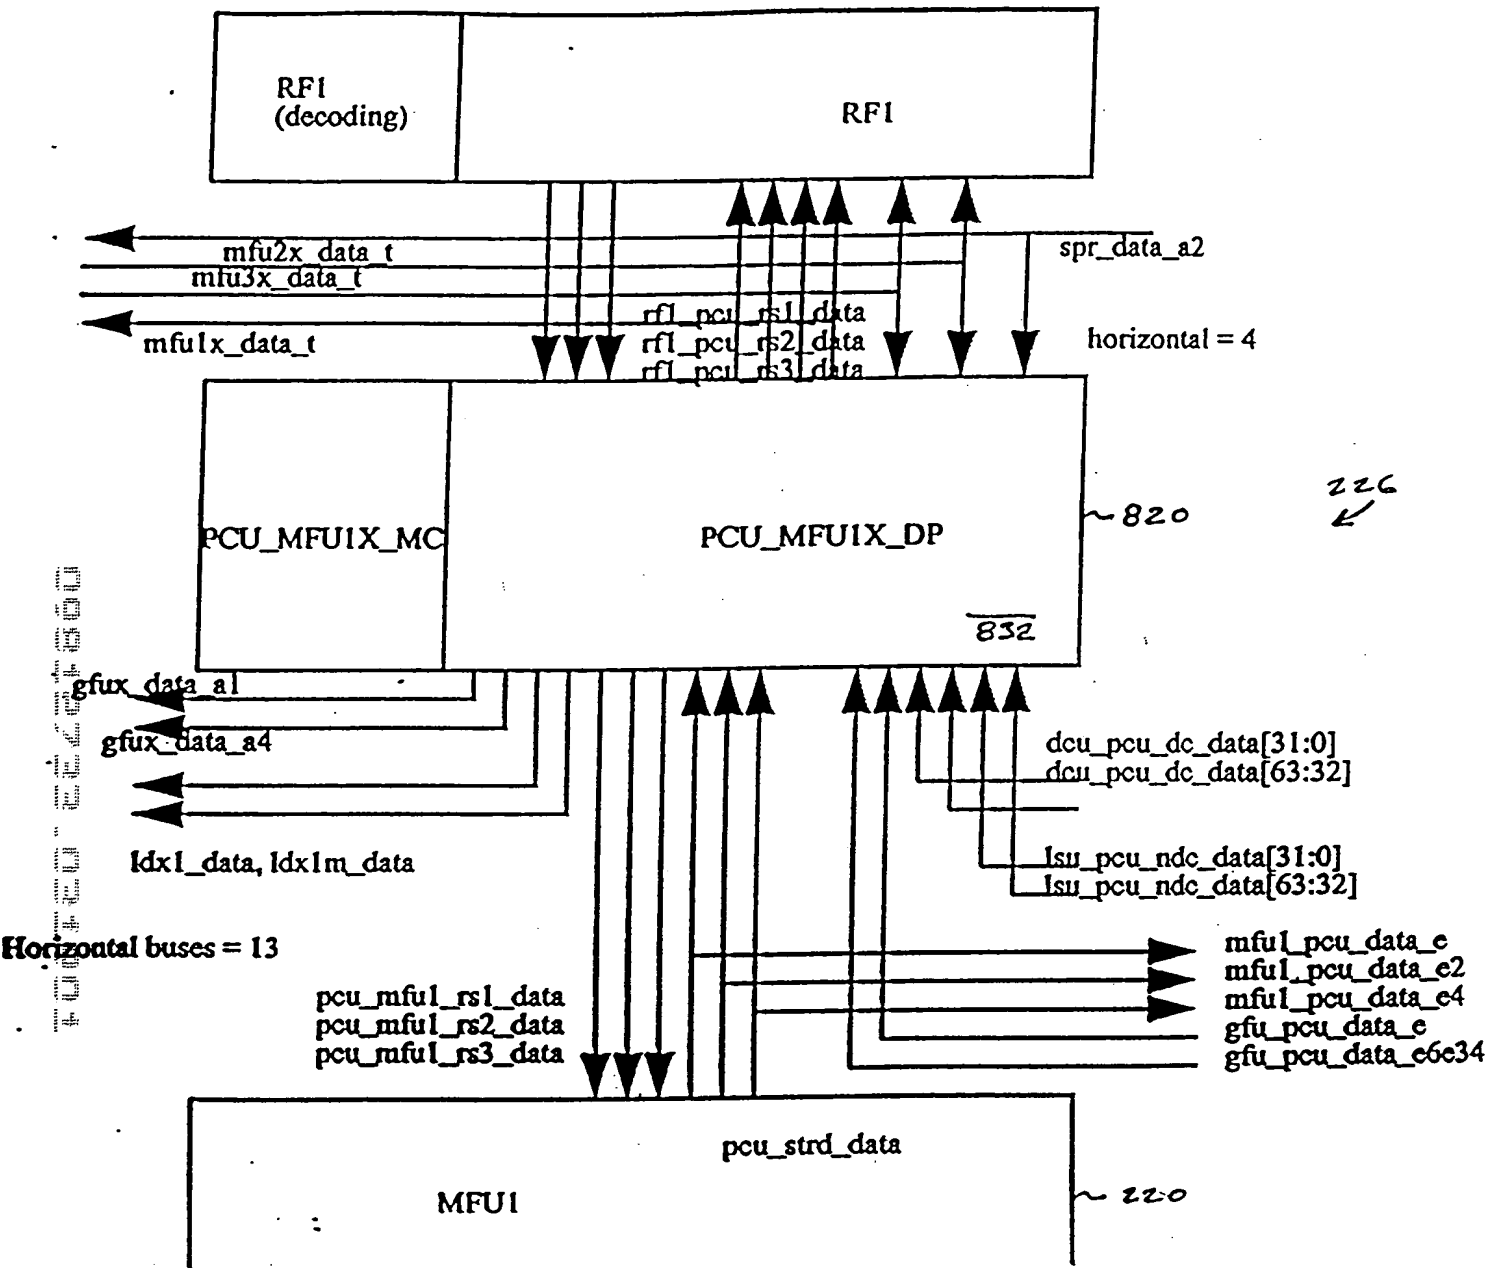 RF1
(decoding)
RF1
mfu2x_data_t
spr_data_a2
mfu3x_data_t
rf1_pcu_rs1_data
mfu1x_data_t
rf1_pcu_rs2_data
horizontal = 4
rf1_pcu_rs3_data
226
820
PCU_MFU1X_MC
PCU_MFU1X_DP
832
gfux_data_a1
gfux_data_a4
dcu_pcu_dc_data[31:0]
dcu_pcu_dc_data[63:32]
ldx1_data, ldx1m_data
lsu_pcu_ndc_data[31:0]
lsu_pcu_ndc_data[63:32]
Horizontal buses = 13
mfu1_pcu_data_e
mfu1_pcu_data_e2
mfu1_pcu_data_e4
gfu_pcu_data_e
gfu_pcu_data_e6e34
pcu_mfu1_rs1_data
pcu_mfu1_rs2_data
pcu_mfu1_rs3_data
pcu_strd_data
MFU1
220